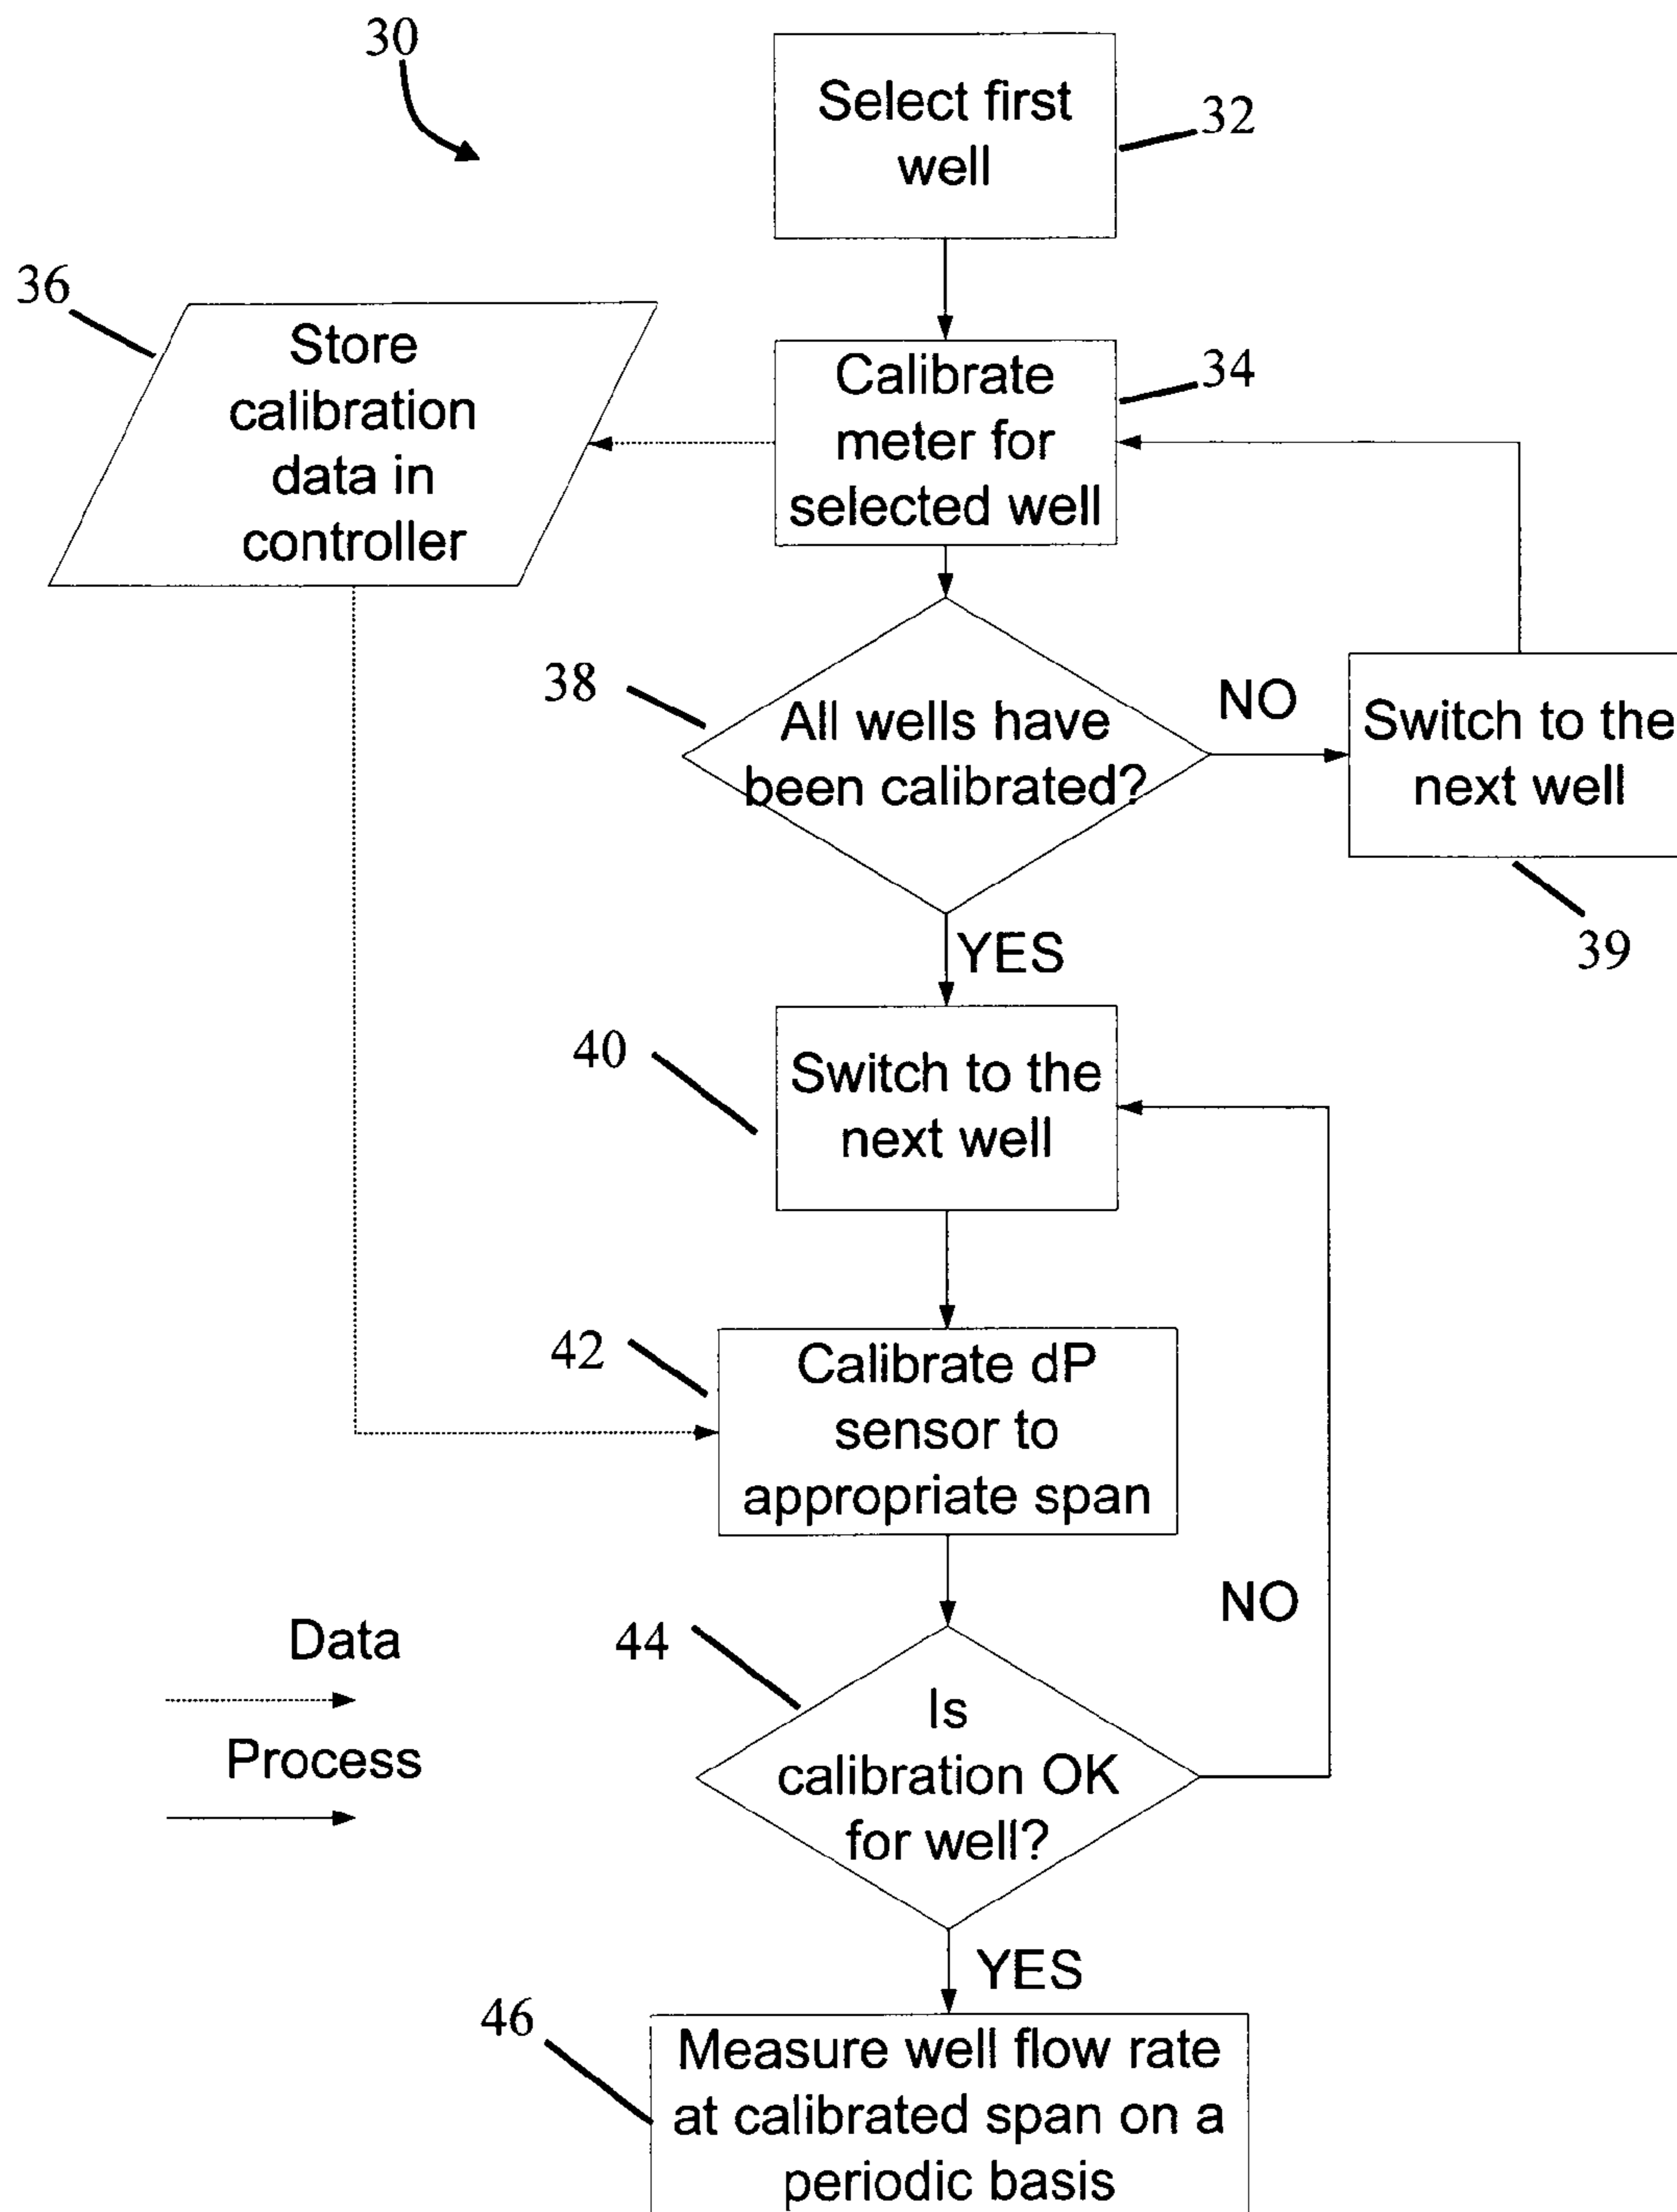 30
Select first
well
32
36
Store
calibration
data in
controller
Calibrate
meter for
selected well
34
38
All wells have
been calibrated?
NO
Switch to the
next well
39
YES
40
Switch to the
next well
42
Calibrate dP
sensor to
appropriate span
NO
Data
Process
44
Is
calibration OK
for well?
YES
46
Measure well flow rate
at calibrated span on a
periodic basis